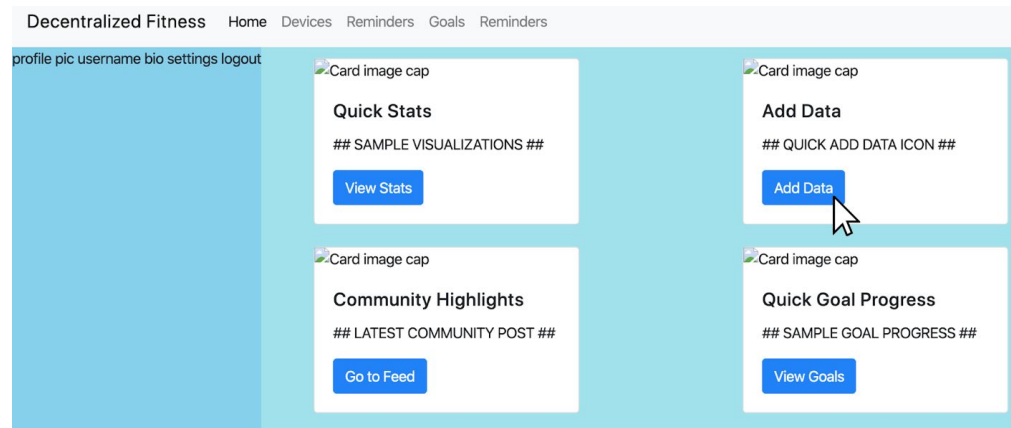 Decentralized Fitness Home Devices Reminders Goals Reminders
profile pic username bio settings logout
Card image cap
Quick Stats
## SAMPLE VISUALIZATIONS ##
View Stats
Card image cap
Add Data
## QUICK ADD DATA ICON ##
Add Data
Card image cap
Community Highlights
## LATEST COMMUNITY POST ##
Go to Feed
Card image cap
Quick Goal Progress
## SAMPLE GOAL PROGRESS ##
View Goals